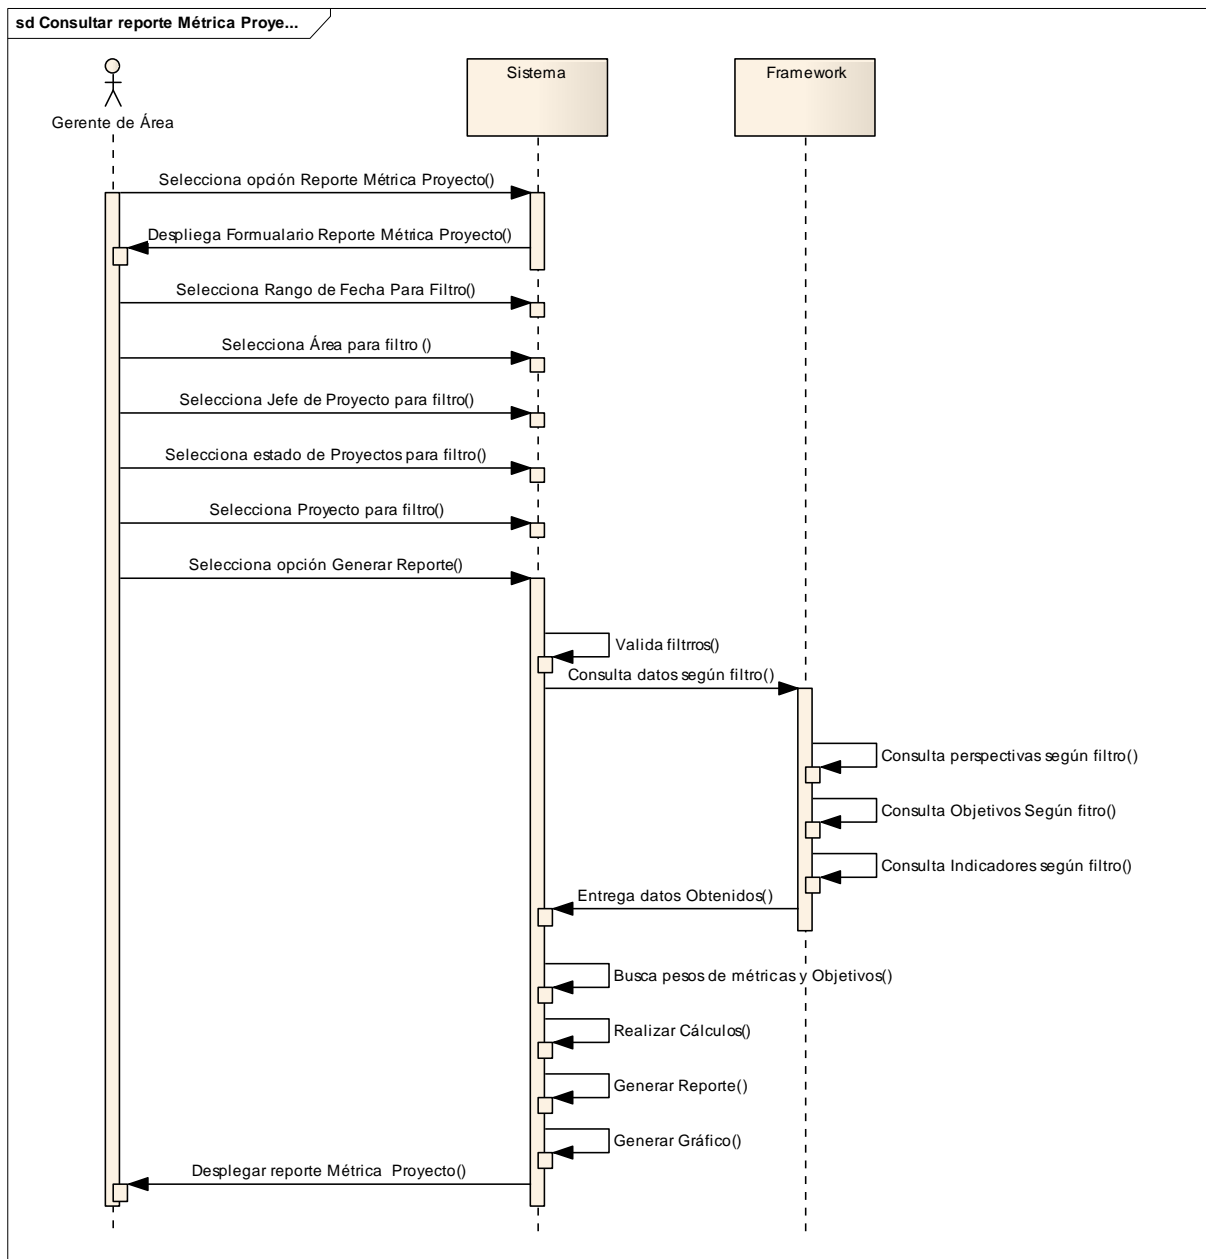 sd Consultar reporte Métrica Proye...
Sistema
Framework
Gerente de Área
Selecciona opción Reporte Métrica Proyecto()
Despliega Formualario Reporte Métrica Proyecto()
Selecciona Rango de Fecha Para Filtro()
Selecciona Área para filtro ()
Selecciona Jefe de Proyecto para filtro()
Selecciona estado de Proyectos para filtro()
Selecciona Proyecto para filtro()
Selecciona opción Generar Reporte()
Valida filtrros()
Consulta datos según filtro()
Consulta perspectivas según filtro()
Consulta Objetivos Según fitro()
Consulta Indicadores según filtro()
Entrega datos Obtenidos()
Busca pesos de métricas y Objetivos()
Realizar Cálculos()
Generar Reporte()
Generar Gráfico()
Desplegar reporte Métrica  Proyecto()